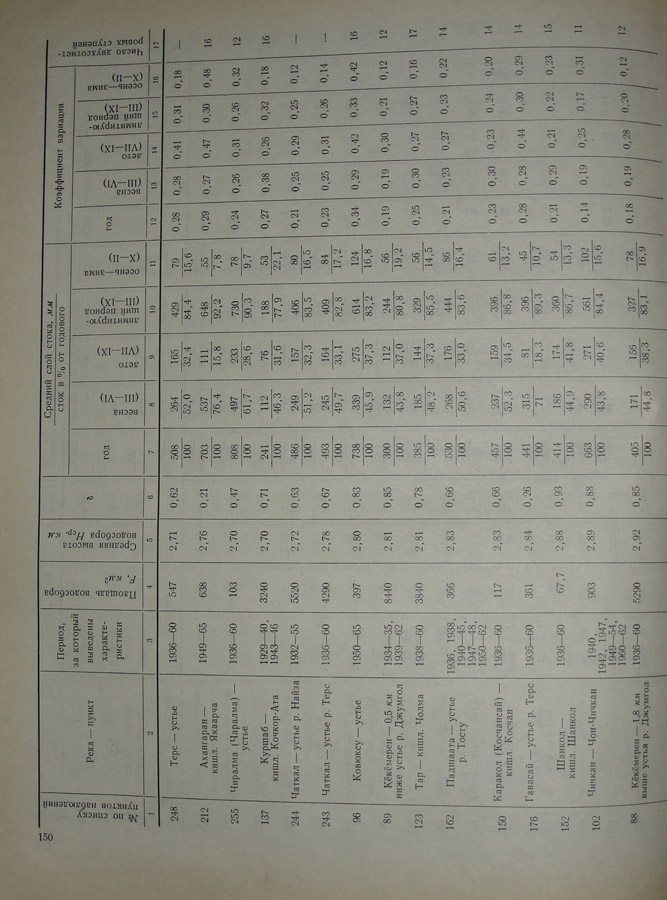 150
№ по списку пунктов наблюдений | Река — пункт | Период, за который выведены характеристики | Площадь водосбора F, км² | Средняя высота водосбора Hср, км | δ | Средний слой стока, мм / сток в % от годового: год | весна (III—VI) | лето (VII—IX) | лимитирующий период (III—IX) | осень—зима (X—II) | Коэффициент вариации: год | весна (III—VI) | лето (VII—IX) | лимитирующий период (III—XI) | осень—зима (X—II) | Число двухсотметровых ступеней
1 | 2 | 3 | 4 | 5 | 6 | 7 | 8 | 9 | 10 | 11 | 12 | 13 | 14 | 15 | 16 | 17
248 | Терс — устье | 1936—60 | 547 | 2,71 | 0,62 | 508/100 | 264/52,0 | 165/32,4 | 429/84,4 | 79/15,6 | 0,28 | 0,28 | 0,41 | 0,31 | 0,18 | —
212 | Ахангаран — кишл. Якарча | 1949—65 | 638 | 2,76 | 0,21 | 703/100 | 537/76,4 | 111/15,8 | 648/92,2 | 55/7,8 | 0,29 | 0,27 | 0,47 | 0,30 | 0,48 | 16
255 | Чиралма (Чаралма) — устье | 1936—60 | 103 | 2,70 | 0,47 | 808/100 | 497/61,7 | 233/28,6 | 730/90,3 | 78/9,7 | 0,24 | 0,26 | 0,31 | 0,26 | 0,32 | 12
137 | Куршаб — кишл. Кочкор-Ата | 1929—40, 1943—46 | 3240 | 2,70 | 0,71 | 241/100 | 112/46,3 | 76/31,6 | 188/77,9 | 53/22,1 | 0,27 | 0,38 | 0,26 | 0,32 | 0,18 | 16
244 | Чаткал — устье р. Найза | 1932—55 | 5520 | 2,72 | 0,63 | 486/100 | 249/51,2 | 157/32,3 | 406/83,5 | 80/16,5 | 0,21 | 0,25 | 0,29 | 0,25 | 0,12 | —
243 | Чаткал — устье р. Терс | 1936—60 | 4290 | 2,78 | 0,67 | 493/100 | 245/49,7 | 164/33,1 | 409/82,8 | 84/17,2 | 0,23 | 0,25 | 0,31 | 0,26 | 0,14 | —
96 | Ковюксу — устье | 1950—65 | 397 | 2,80 | 0,83 | 738/100 | 339/45,9 | 275/37,3 | 614/83,2 | 124/16,8 | 0,34 | 0,29 | 0,42 | 0,33 | 0,42 | 16
89 | Кёкёмерен — 0,5 км ниже устье р. Джумгол | 1934—35, 1939—62 | 8440 | 2,81 | 0,85 | 300/100 | 132/43,8 | 112/37,0 | 244/80,8 | 56/19,2 | 0,19 | 0,19 | 0,30 | 0,21 | 0,12 | 12
123 | Тар — кишл. Чолма | 1938—60 | 3840 | 2,81 | 0,78 | 385/100 | 185/48,2 | 144/37,3 | 329/85,5 | 56/14,5 | 0,25 | 0,30 | 0,27 | 0,27 | 0,16 | 17
162 | Падшаата — устье р. Тосту | 1936, 1938, 1940—45, 1947—48, 1950—62 | 366 | 2,83 | 0,66 | 530/100 | 268/50,6 | 176/33,0 | 444/83,6 | 86/16,4 | 0,21 | 0,23 | 0,27 | 0,23 | 0,22 | 14
150 | Каракол (Косчансай) — кишл. Косчан | 1936—60 | 117 | 2,83 | 0,66 | 457/100 | 237/52,3 | 159/34,5 | 396/86,8 | 61/13,2 | 0,23 | 0,30 | 0,23 | 0,24 | 0,20 | 14
176 | Гавасай — устье р. Терс | 1936—60 | 361 | 2,84 | 0,26 | 441/100 | 315/71 | 81/18,3 | 396/89,3 | 45/10,7 | 0,28 | 0,28 | 0,44 | 0,30 | 0,29 | 14
152 | Шанкол — кишл. Шанкол | 1936—60 | 67,7 | 2,88 | 0,93 | 414/100 | 186/44,9 | 174/41,8 | 360/86,7 | 54/13,3 | 0,21 | 0,29 | 0,21 | 0,22 | 0,23 | 15
102 | Чичкан — Чон-Чичкан | 1940, 1942, 1947, 1949—54, 1960—62 | 903 | 2,89 | 0,88 | 663/100 | 290/43,8 | 271/40,6 | 561/84,4 | 102/15,6 | 0,14 | 0,19 | 0,25 | 0,17 | 0,31 | 11
88 | Кёкёмерен — 1,8 км выше устья р. Джумгол | 1936—60 | 5290 | 2,92 | 0,85 | 405/100 | 171/44,8 | 156/38,3 | 327/83,1 | 78/16,9 | 0,18 | 0,19 | 0,28 | 0,20 | 0,12 | 12